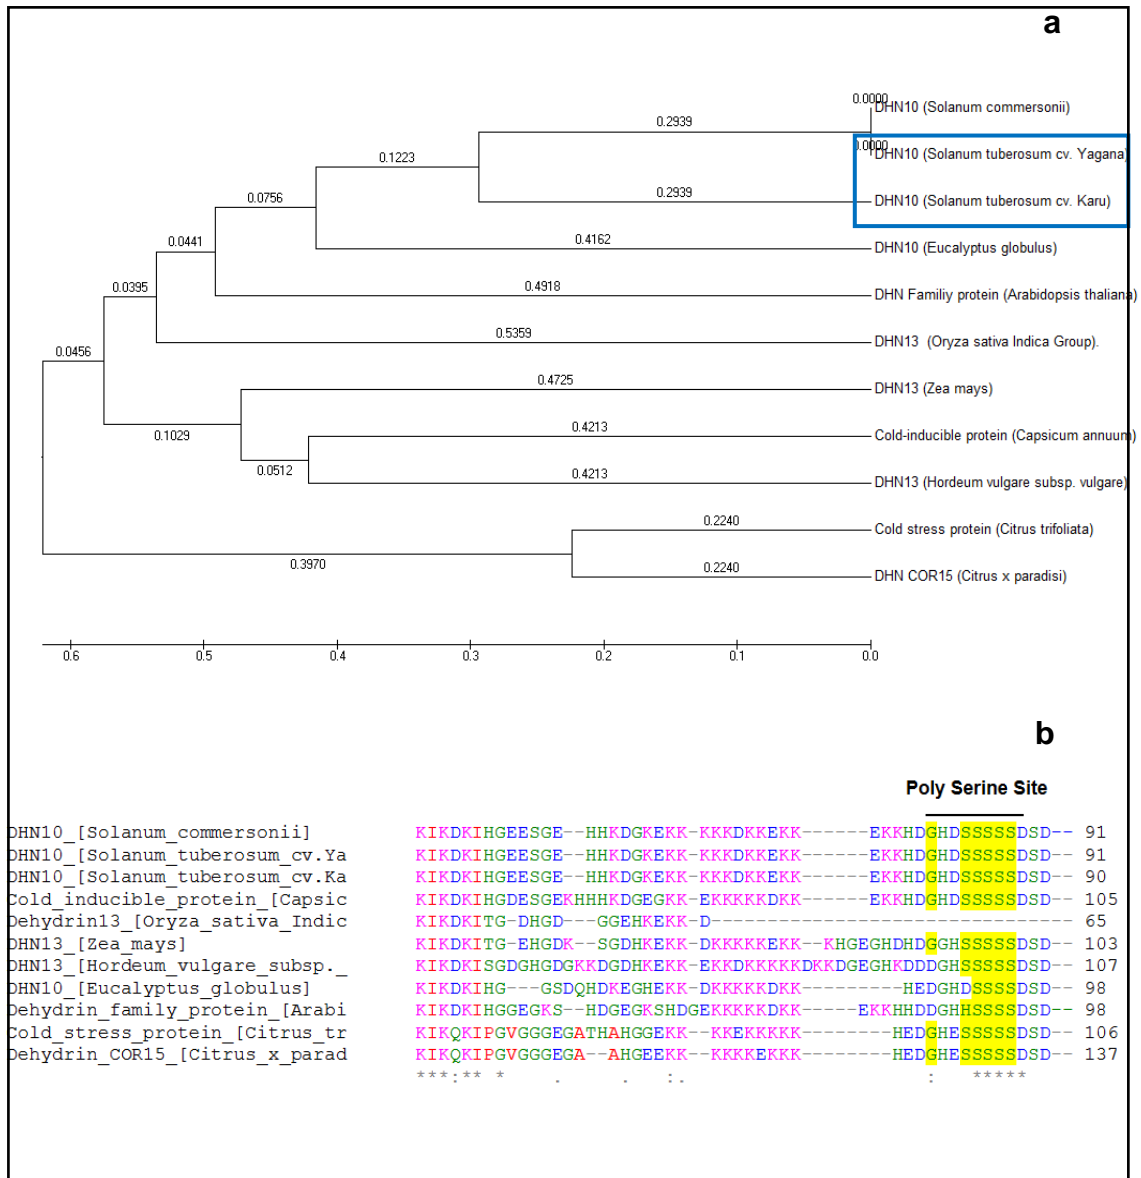 a
0.0000
DHN10 (Solanum commersonii)
0.2939
0.0000
DHN10 (Solanum tuberosum cv. Yagana)
0.1223
0.2939
DHN10 (Solanum tuberosum cv. Karu)
0.0756
0.4162
DHN10 (Eucalyptus globulus)
0.0441
0.4918
DHN Familiy protein (Arabidopsis thaliana)
0.0395
0.5359
DHN13 (Oryza sativa Indica Group).
0.0456
0.4725
DHN13 (Zea mays)
0.1029
0.4213
Cold-inducible protein (Capsicum annuum)
0.0512
0.4213
DHN13 (Hordeum vulgare subsp. vulgare)
0.2240
Cold stress protein (Citrus trifoliata)
0.3970
0.2240
DHN COR15 (Citrus x paradisi)
0.6 0.5 0.4 0.3 0.2 0.1 0.0
b
Poly Serine Site
DHN10_[Solanum_commersonii] KIKDKIHGEESGE--HHKDGKEKK-KKKDKKEKK------EKKHDGHDSSSSSDSD-- 91
DHN10_[Solanum_tuberosum_cv.Ya KIKDKIHGEESGE--HHKDGKEKK-KKKDKKEKK------EKKHDGHDSSSSSDSD-- 91
DHN10_[Solanum_tuberosum_cv.Ka KIKDKIHGEESGE--HHKDGKEKK-DKKDKKEKK------EKKHDGHDSSSSSDSD-- 90
Cold_inducible_protein_[Capsic KIKDKIHGDESGEKHHHKDGEGKK-EKKKKKDKK------EKKHDGHDSSSSSDSD-- 105
Dehydrin13_[Oryza_sativa_Indic KIKDKITG-DHGD---GGEHKEKK-D-------------------------------- 65
DHN13_[Zea_mays] KIKDKITG-EHGDK--SGDHKEKK-DKKKKKEKK--KHGEGHDHDGGHSSSSSDSD-- 103
DHN13_[Hordeum_vulgare_subsp._ KIKDKISGDGHGDGKKDGDHKEKK-EKKDKKKKKDKKDGEGHKDDDGHSSSSSDSD-- 107
DHN10_[Eucalyptus_globulus] KIKDKIHG---GSDQHDKEGHEKK-DKKKKDKK--------HEDGHDSSSSDSD-- 98
Dehydrin_family_protein_[Arabi KIKDKIHGGEGKS--HDGEGKSHDGEKKKKKDKK-----EKKHHDDGHHSSSSDSD-- 98
Cold_stress_protein_[Citrus_tr KIKQKIPGVGGGEGATHAHGGEKK--KKEKKKKK--------HEDGHESSSSSDSD-- 106
Dehydrin_COR15_[Citrus_x_parad KIKQKIPGVGGGEGA--AHGEEKK--KKKKEKKK--------HEDGHESSSSSDSD-- 137
***:** * . . :. : *****